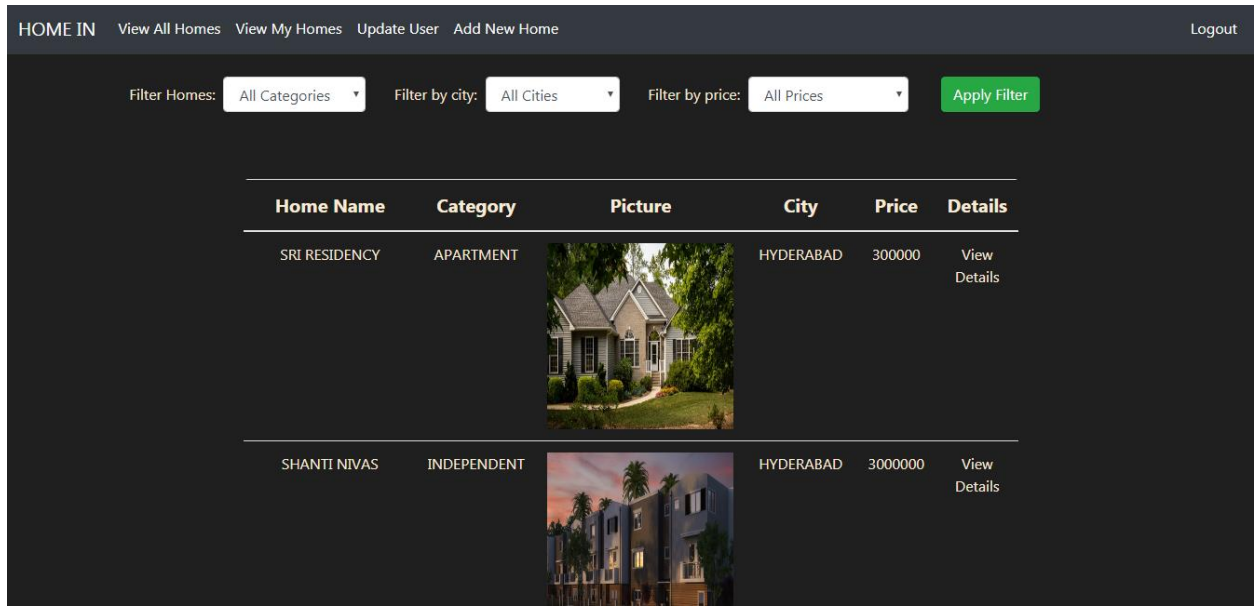 HOME IN View All Homes View My Homes Update User Add New Home Logout
Filter Homes: All Categories Filter by city: All Cities Filter by price: All Prices Apply Filter
Home Name Category Picture City Price Details
SRI RESIDENCY APARTMENT HYDERABAD 300000 View
Details
SHANTI NIVAS INDEPENDENT HYDERABAD 3000000 View
Details